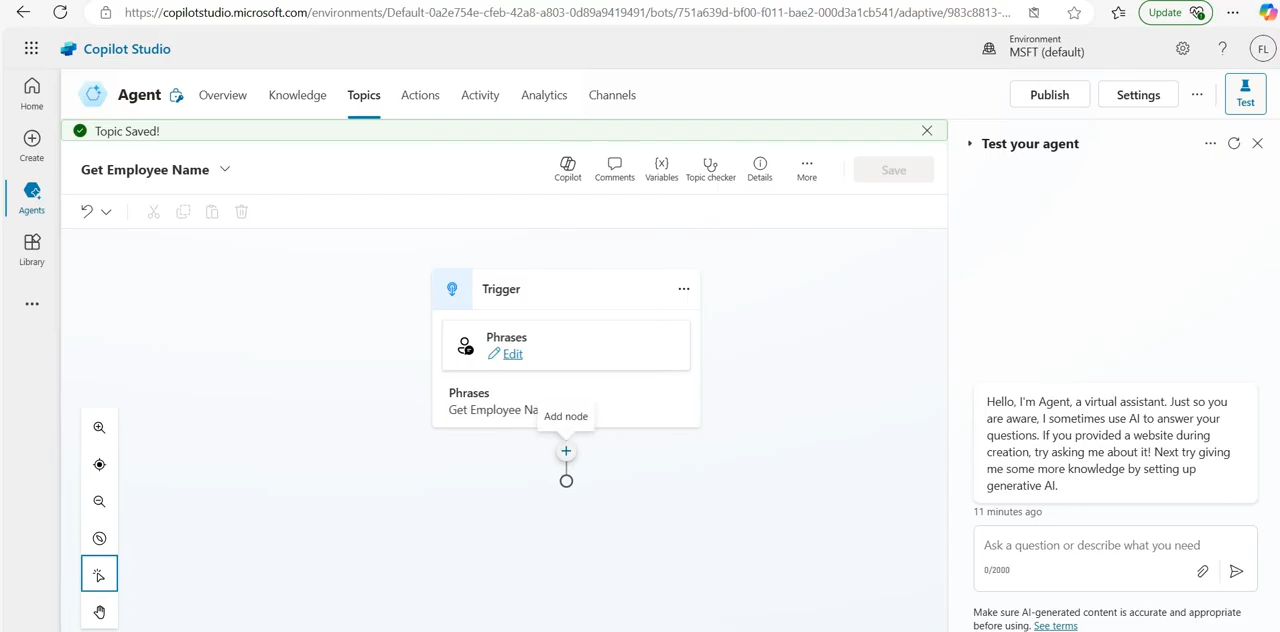 https://copilotstudio.microsoft.com/environments/Default-0a2e754e-cfeb-42a8-a803-0d89a9419491/bots/751a639d-bf00-f011-bae2-000d3a1cb541/adaptive/983c8813-...
Update
Copilot Studio
Environment
MSFT (default)
FL
Home
Create
Agents
Library
Agent
Overview
Knowledge
Topics
Actions
Activity
Analytics
Channels
Publish
Settings
Test
Topic Saved!
Get Employee Name
Copilot
Comments
Variables
Topic checker
Details
More
Save
Trigger
Phrases
Edit
Phrases
Get Employee Na
Add node
Test your agent
Hello, I'm Agent, a virtual assistant. Just so you
are aware, I sometimes use AI to answer your
questions. If you provided a website during
creation, try asking me about it! Next try giving
me some more knowledge by setting up
generative AI.
11 minutes ago
Ask a question or describe what you need
0/2000
Make sure AI-generated content is accurate and appropriate
before using. See terms